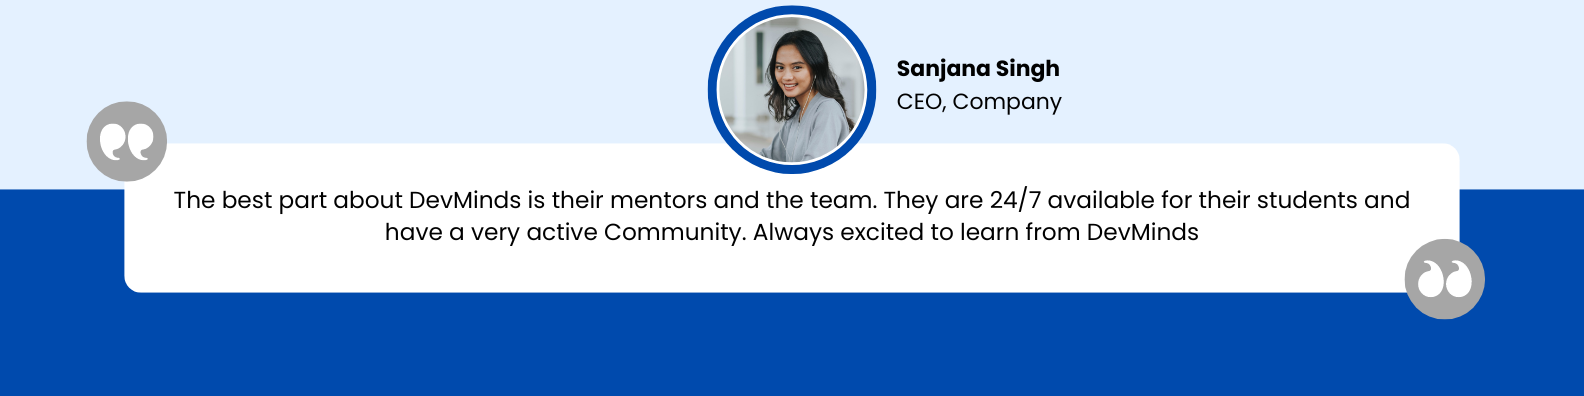 Sanjana Singh
CEO, Company
The best part about DevMinds is their mentors and the team. They are 24/7 available for their students and
have a very active Community. Always excited to learn from DevMinds